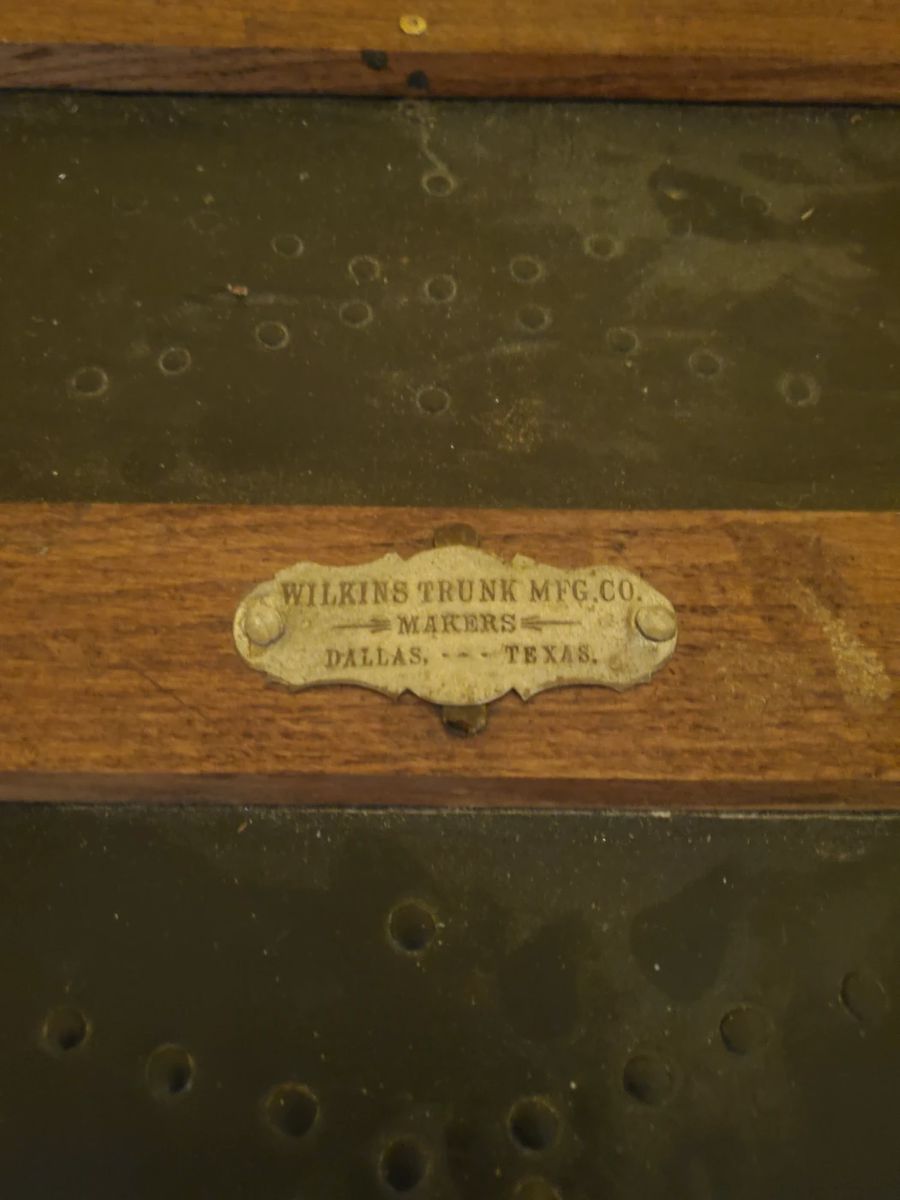 WILKINS TRUNK MFG. CO.
MAKERS
DALLAS, --- TEXAS.